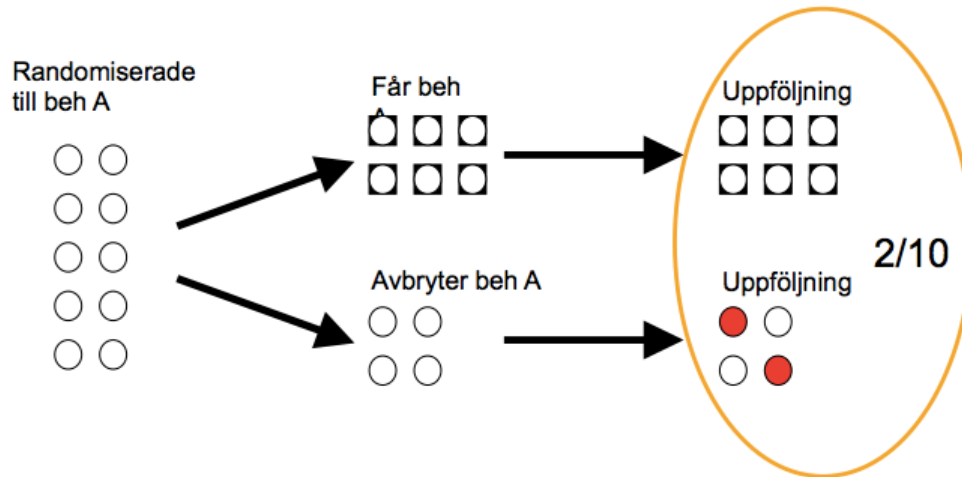 Randomiserade
till beh A
Får beh
A
Uppföljning
Avbryter beh A
Uppföljning
2/10